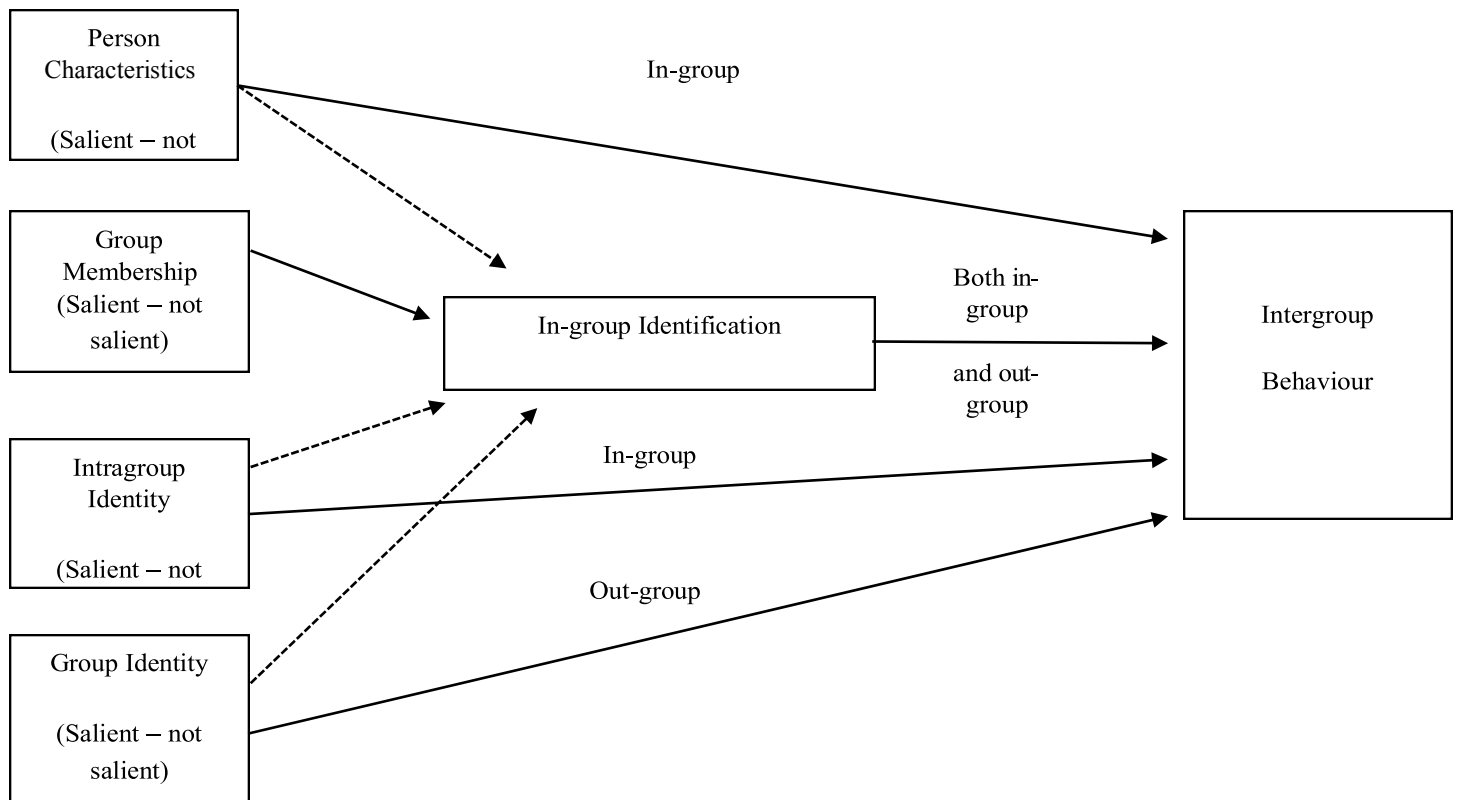 Person
Characteristics
(Salient – not
In-group
Group
Membership
(Salient – not
salient)
Both in-
group
In-group Identification
Intergroup
Behaviour
and out-
group
Intragroup
Identity
(Salient – not
In-group
Out-group
Group Identity
(Salient – not
salient)